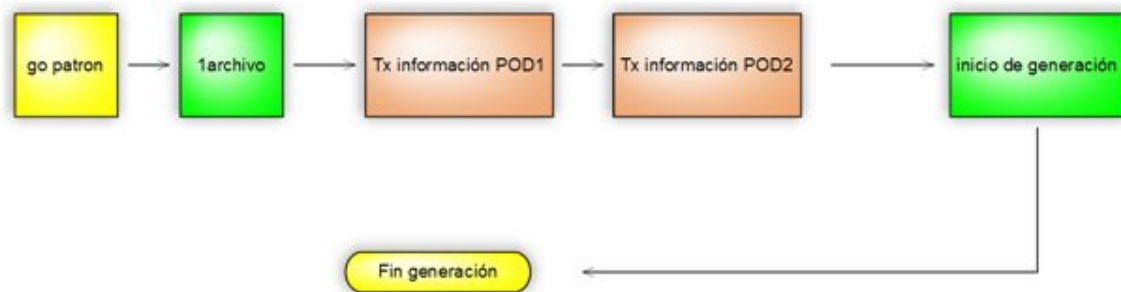 go patron
1archivo
Tx información POD1
Tx información POD2
inicio de generación
Fin generación